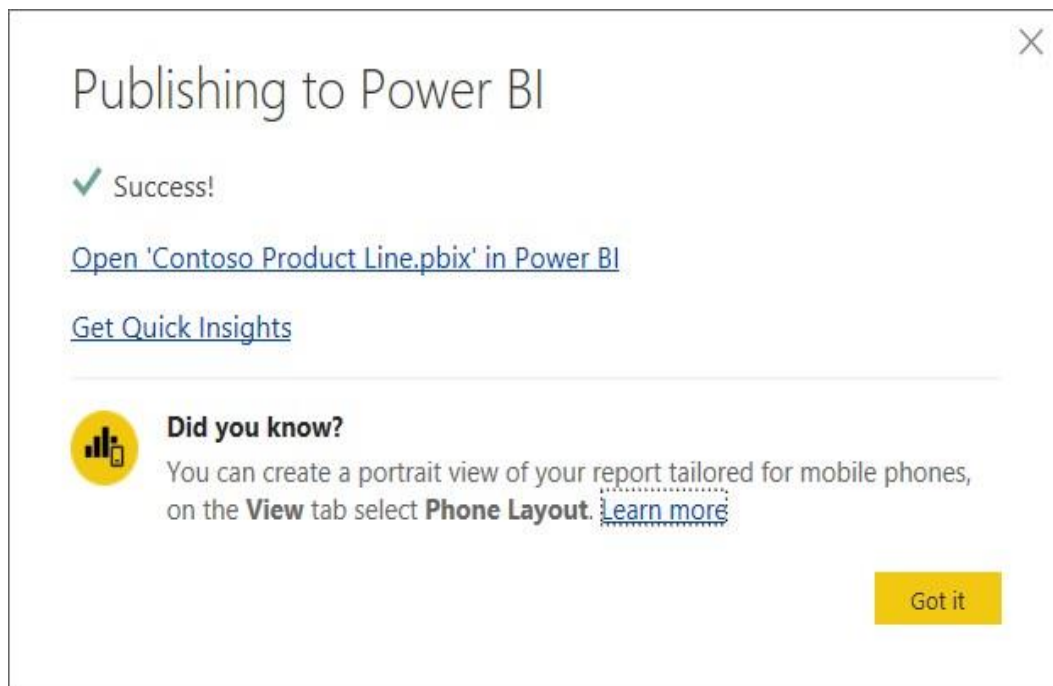 Publishing to Power BI
Success!
Open 'Contoso Product Line.pbix' in Power BI
Get Quick Insights
Did you know?
You can create a portrait view of your report tailored for mobile phones,
on the View tab select Phone Layout. Learn more
Got it